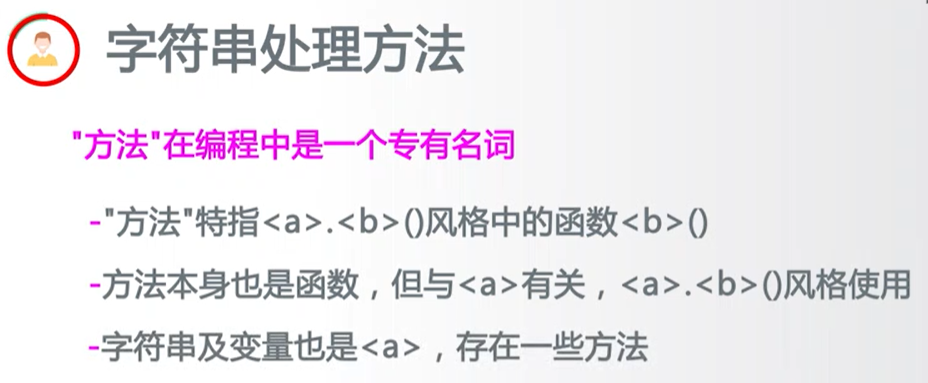 字符串处理方法
"方法"在编程中是一个专有名词
-"方法"特指<a>.<b>()风格中的函数<b>()
-方法本身也是函数，但与<a>有关，<a>.<b>()风格使用
-字符串及变量也是<a>，存在一些方法